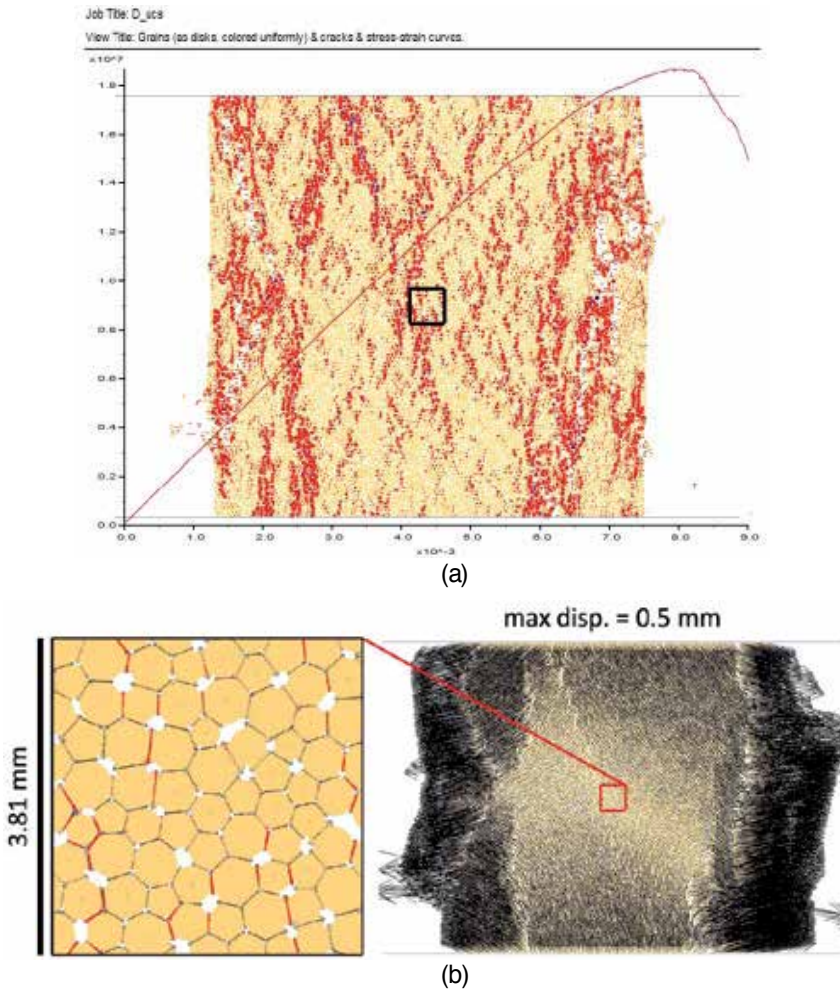 Job Title: D_ucs
View Title: Grains (as disks, colored uniformly) & cracks & stress-strain curves.
x10^7
1.8
1.6
1.4
1.2
1.0
0.8
0.6
0.4
0.2
0.0
0.0 1.0 2.0 3.0 4.0 5.0 6.0 7.0 8.0 9.0
x10^-3
(a)
max disp. = 0.5 mm
3.81 mm
(b)